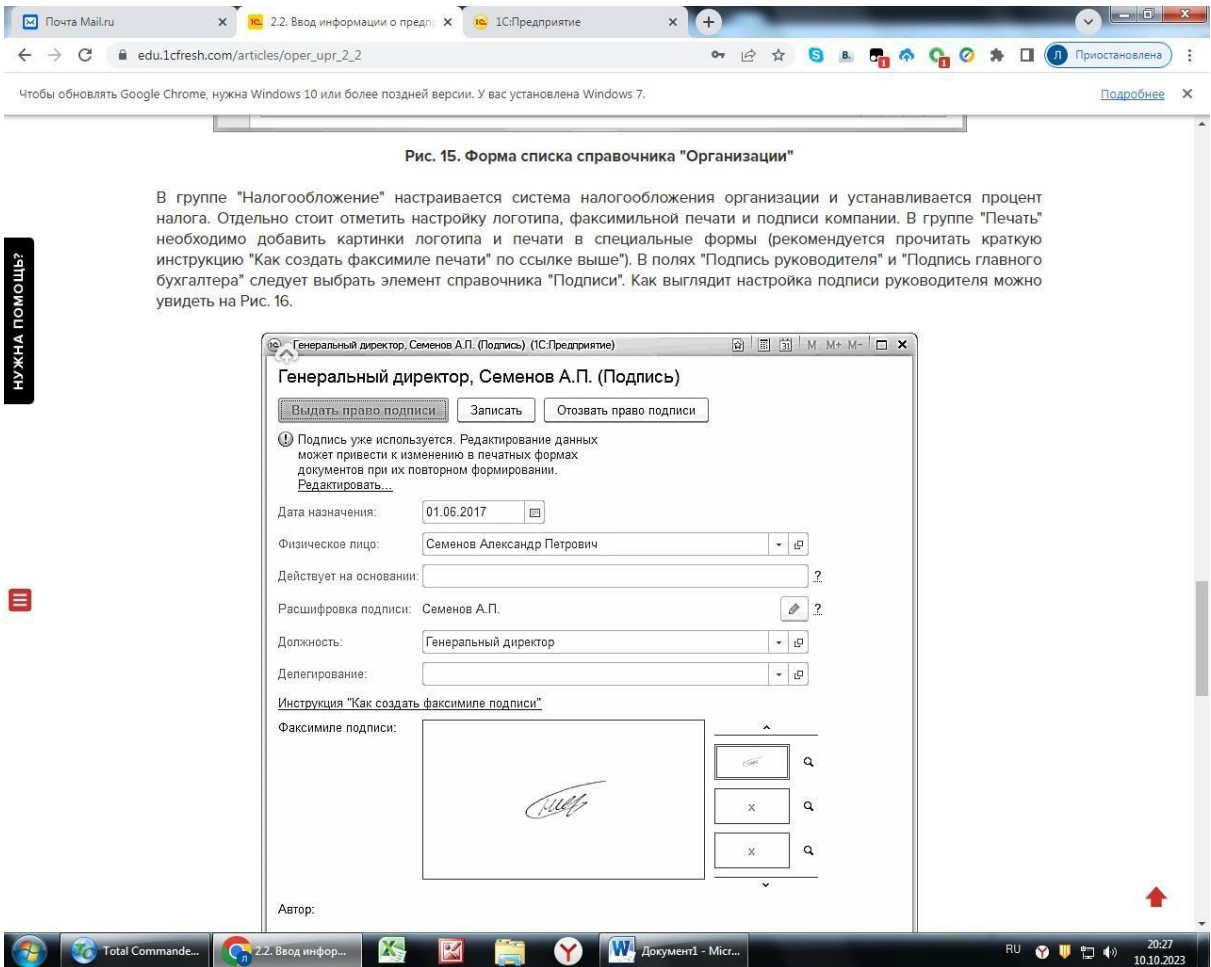 Почта Mail.ru
2.2. Ввод информации о предп
1С:Предприятие
edu.1cfresh.com/articles/oper_upr_2_2
Приостановлена
Чтобы обновлять Google Chrome, нужна Windows 10 или более поздней версии. У вас установлена Windows 7.
Подробнее
Рис. 15. Форма списка справочника "Организации"
В группе "Налогообложение" настраивается система налогообложения организации и устанавливается процент
налога. Отдельно стоит отметить настройку логотипа, факсимильной печати и подписи компании. В группе "Печать"
необходимо добавить картинки логотипа и печати в специальные формы (рекомендуется прочитать краткую
инструкцию "Как создать факсимиле печати" по ссылке выше"). В полях "Подпись руководителя" и "Подпись главного
бухгалтера" следует выбрать элемент справочника "Подписи". Как выглядит настройка подписи руководителя можно
увидеть на Рис. 16.
НУЖНА ПОМОЩЬ?
Генеральный директор, Семенов А.П. (Подпись) (1С:Предприятие)
31 M M+ M-
Генеральный директор, Семенов А.П. (Подпись)
Выдать право подписи Записать Отозвать право подписи
Подпись уже используется. Редактирование данных
может привести к изменению в печатных формах
документов при их повторном формировании.
Редактировать...
Дата назначения: 01.06.2017
Физическое лицо: Семенов Александр Петрович
Действует на основании: ?
Расшифровка подписи: Семенов А.П. ?
Должность: Генеральный директор
Делегирование:
Инструкция "Как создать факсимиле подписи"
Факсимиле подписи:
x
x
Автор:
Total Commande...
2.2. Ввод инфор...
Документ1 - Micr...
RU
20:27
10.10.2023